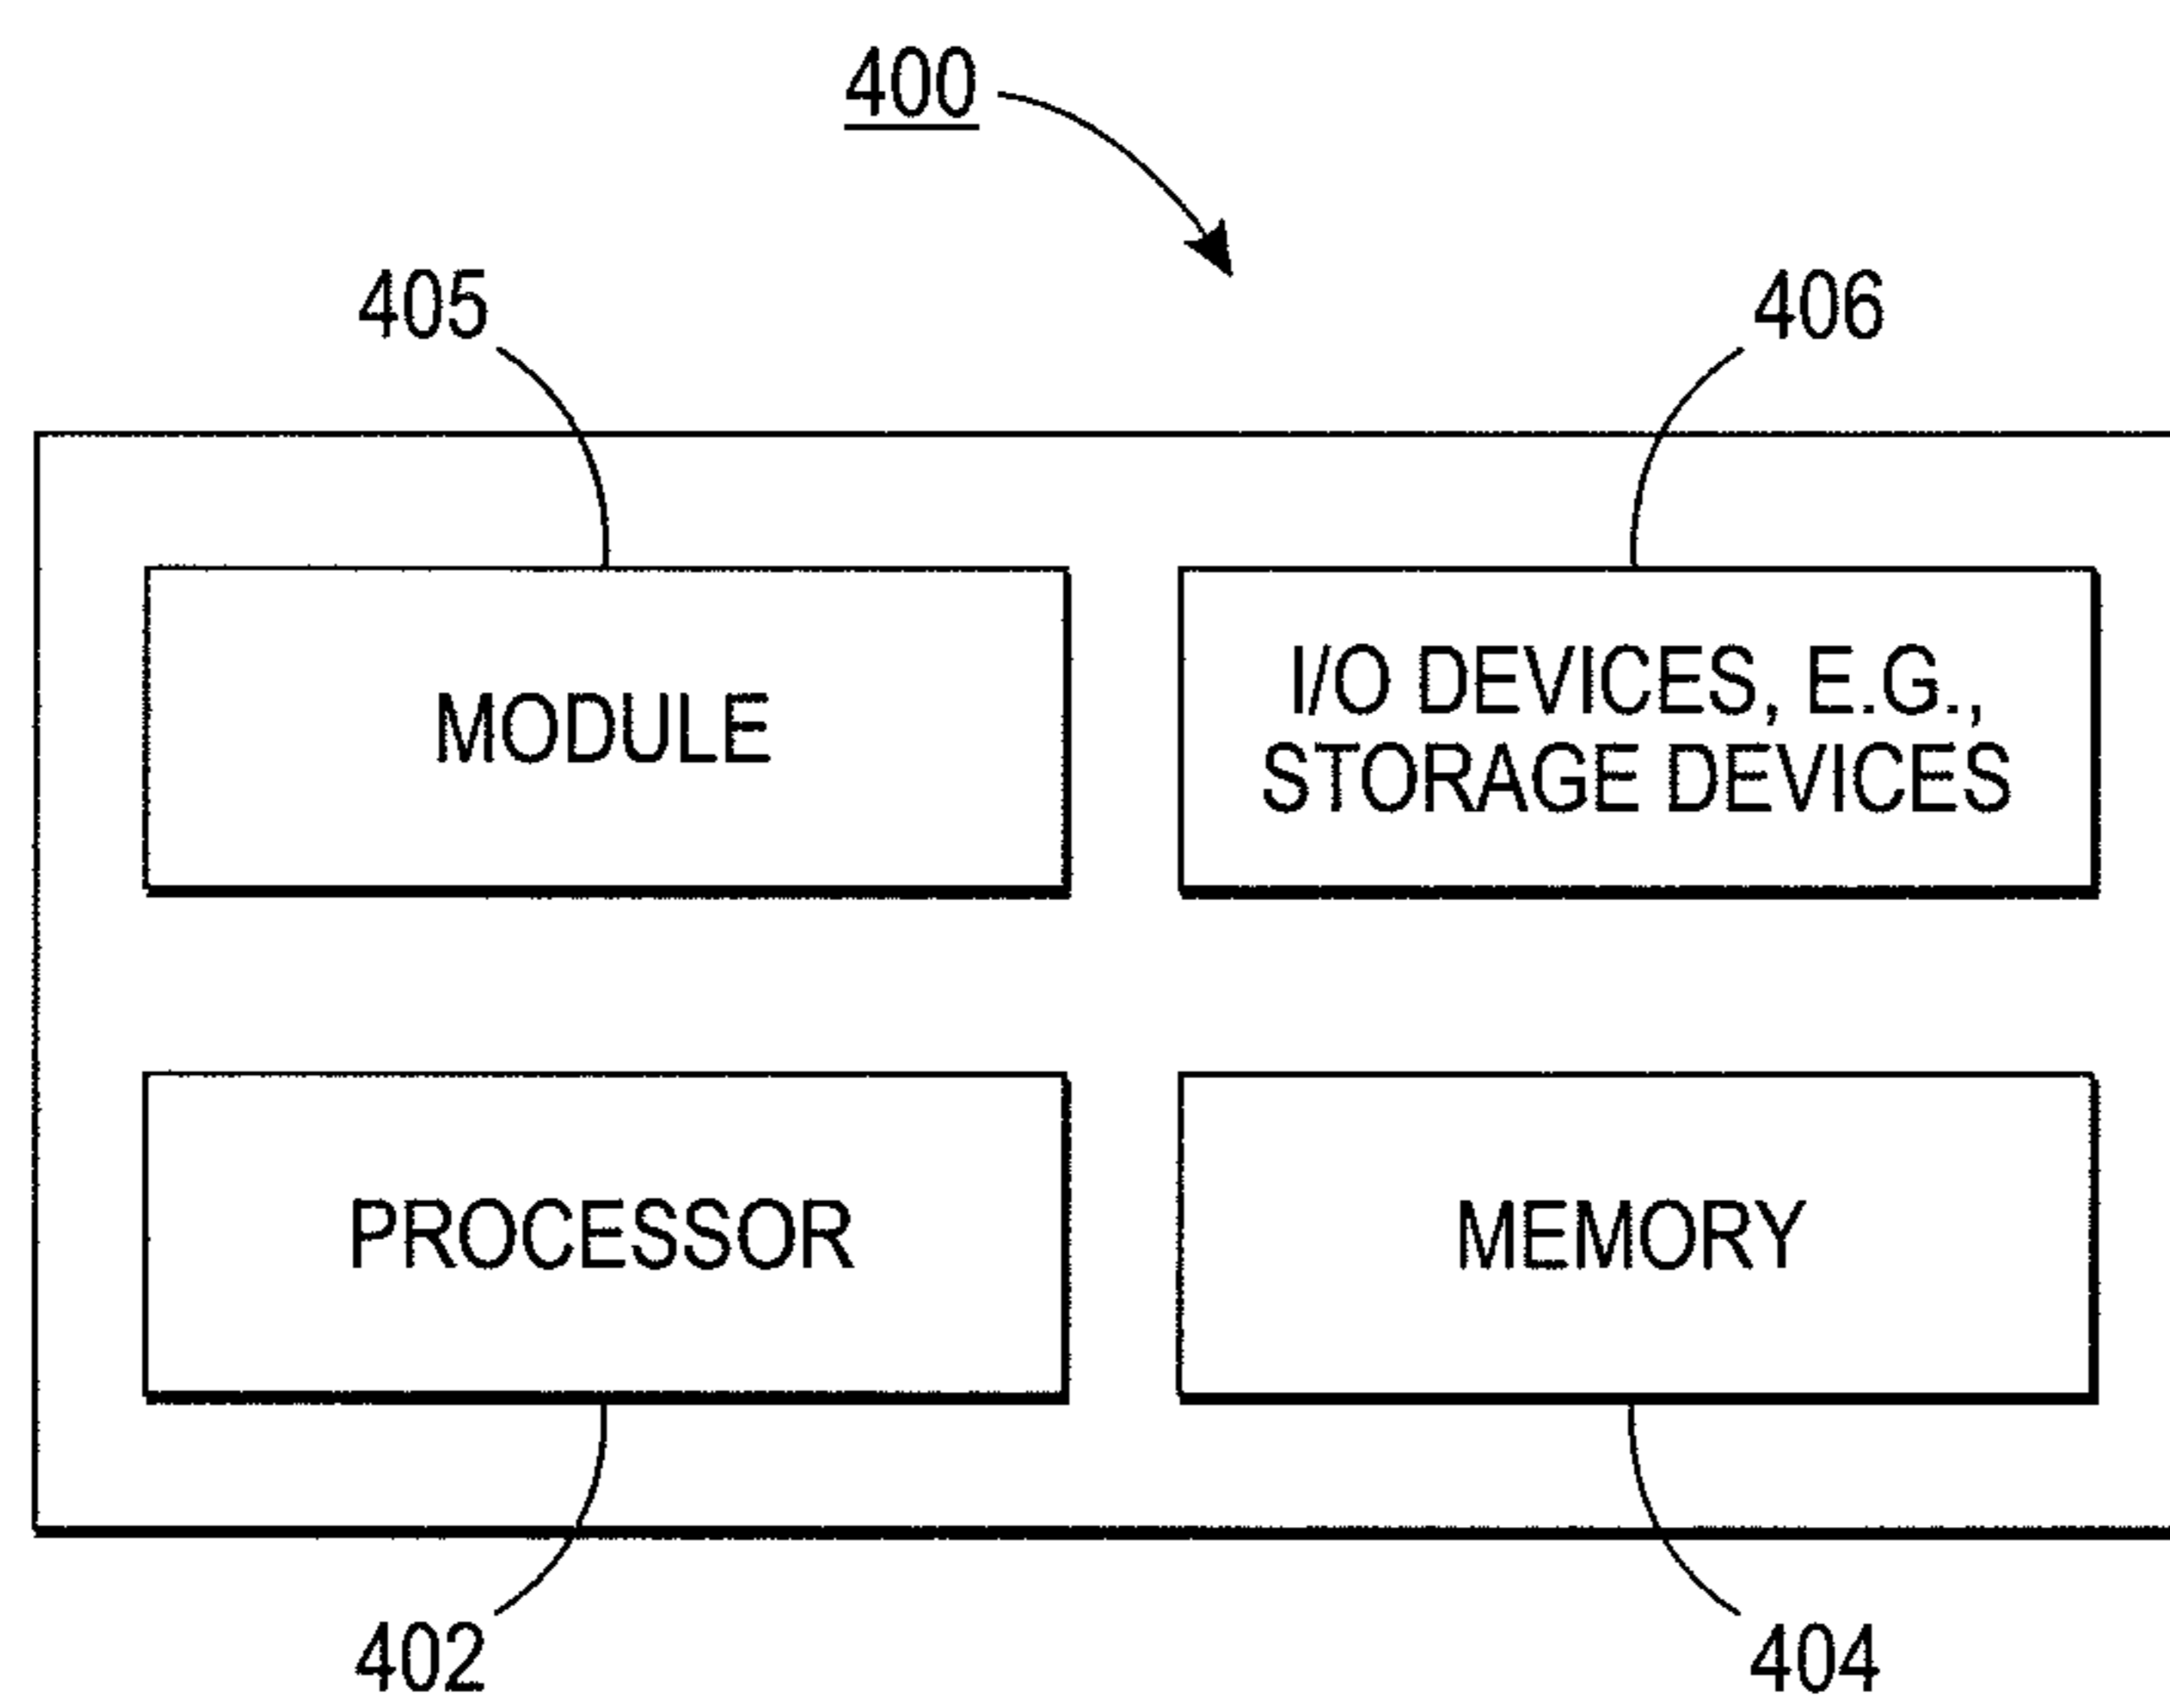 400
405
406
MODULE
I/O DEVICES, E.G.,
STORAGE DEVICES
PROCESSOR
MEMORY
402
404